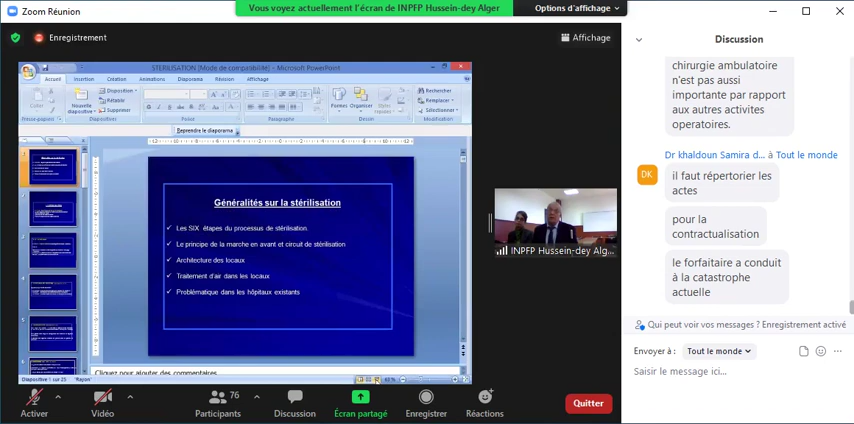 Zoom Réunion
Vous voyez actuellement l'écran de INPFP Hussein-dey Alger
Options d'affichage
Enregistrement
Affichage
STERILISATION [Mode de compatibilité] - Microsoft PowerPoint
Accueil
Insertion
Création
Animations
Diaporama
Révision
Affichage
Nouvelle
diapositive
Disposition
Rétablir
Supprimer
Formes
Organiser
Rechercher
Remplacer
Sélectionner
Presse-papiers
Diapositives
Police
Paragraphe
Dessin
Modification
Reprendre le diaporama
Généralités sur la stérilisation
✓ Les SIX étapes du processus de stérilisation
✓ Le principe de la marche en avant et circuit de stérilisation
✓ Architecture des locaux
✓ Traitement d'air dans les locaux
✓ Problématique dans les hôpitaux existants
Cliquez pour ajouter des commentaires
Diapositive 1 sur 25
"Rayon"
INPFP Hussein-dey Alg...
Activer
Vidéo
76
Participants
Discussion
Écran partagé
Enregistrer
Réactions
Quitter
Discussion
chirurgie ambulatoire
n'est pas aussi
importante par rapport
aux autres activites
operatoires.
Dr khaldoun Samira d... à Tout le monde
DK
il faut répertorier les
actes
pour la
contractualisation
le forfaitaire a conduit
à la catastrophe
actuelle
Qui peut voir vos messages ? Enregistrement activé
Envoyer à :
Tout le monde
Saisir le message ici...